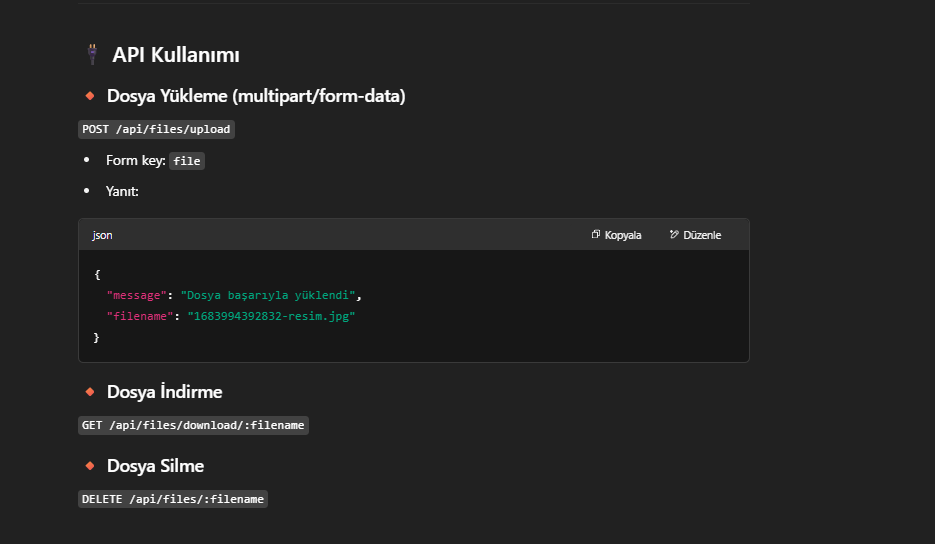 API Kullanımı
Dosya Yükleme (multipart/form-data)
POST /api/files/upload
Form key: file
Yanıt:
json Kopyala Düzenle
{
"message": "Dosya başarıyla yüklendi",
"filename": "1683994392832-resim.jpg"
}
Dosya İndirme
GET /api/files/download/:filename
Dosya Silme
DELETE /api/files/:filename